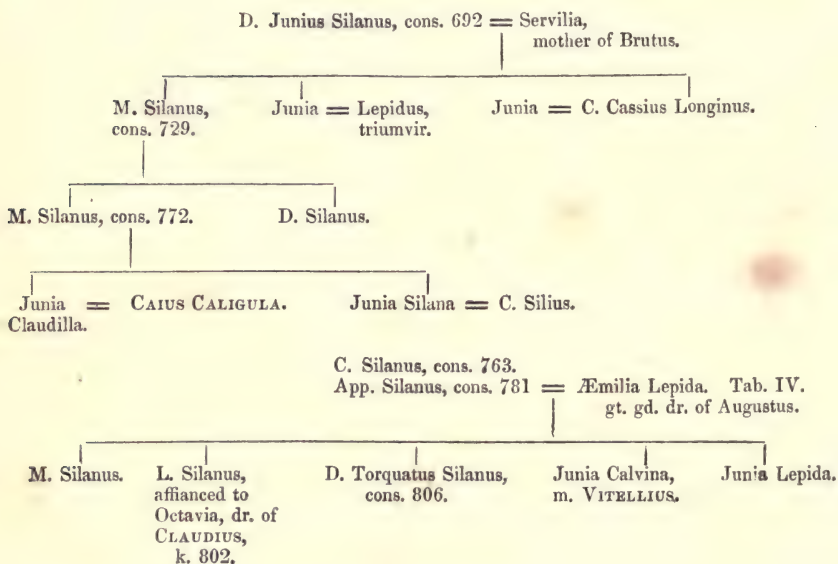 D. Junius Silanus, cons. 692 = Servilia,
mother of Brutus.
M. Silanus,
cons. 729.
Junia = Lepidus,
triumvir.
Junia = C. Cassius Longinus.
M. Silanus, cons. 772.
D. Silanus.
Junia
Claudilla.
= CAIUS CALIGULA.
Junia Silana = C. Silius.
C. Silanus, cons. 763.
App. Silanus, cons. 781 = Æmilia Lepida. Tab. IV.
gt. gd. dr. of Augustus.
M. Silanus.
L. Silanus,
affianced to
Octavia, dr. of
CLAUDIUS,
k. 802.
D. Torquatus Silanus,
cons. 806.
Junia Calvina,
m. VITELLIUS.
Junia Lepida.